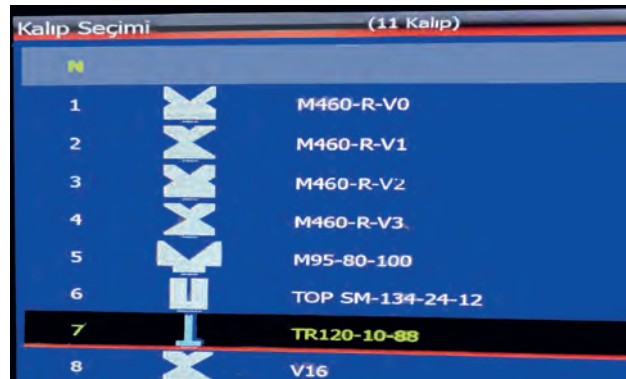 Kalıp Seçimi (11 Kalıp)
N
1 M460-R-V0
2 M460-R-V1
3 M460-R-V2
4 M460-R-V3
5 M95-80-100
6 TOP SM-134-24-12
7 TR120-10-88
8 V16